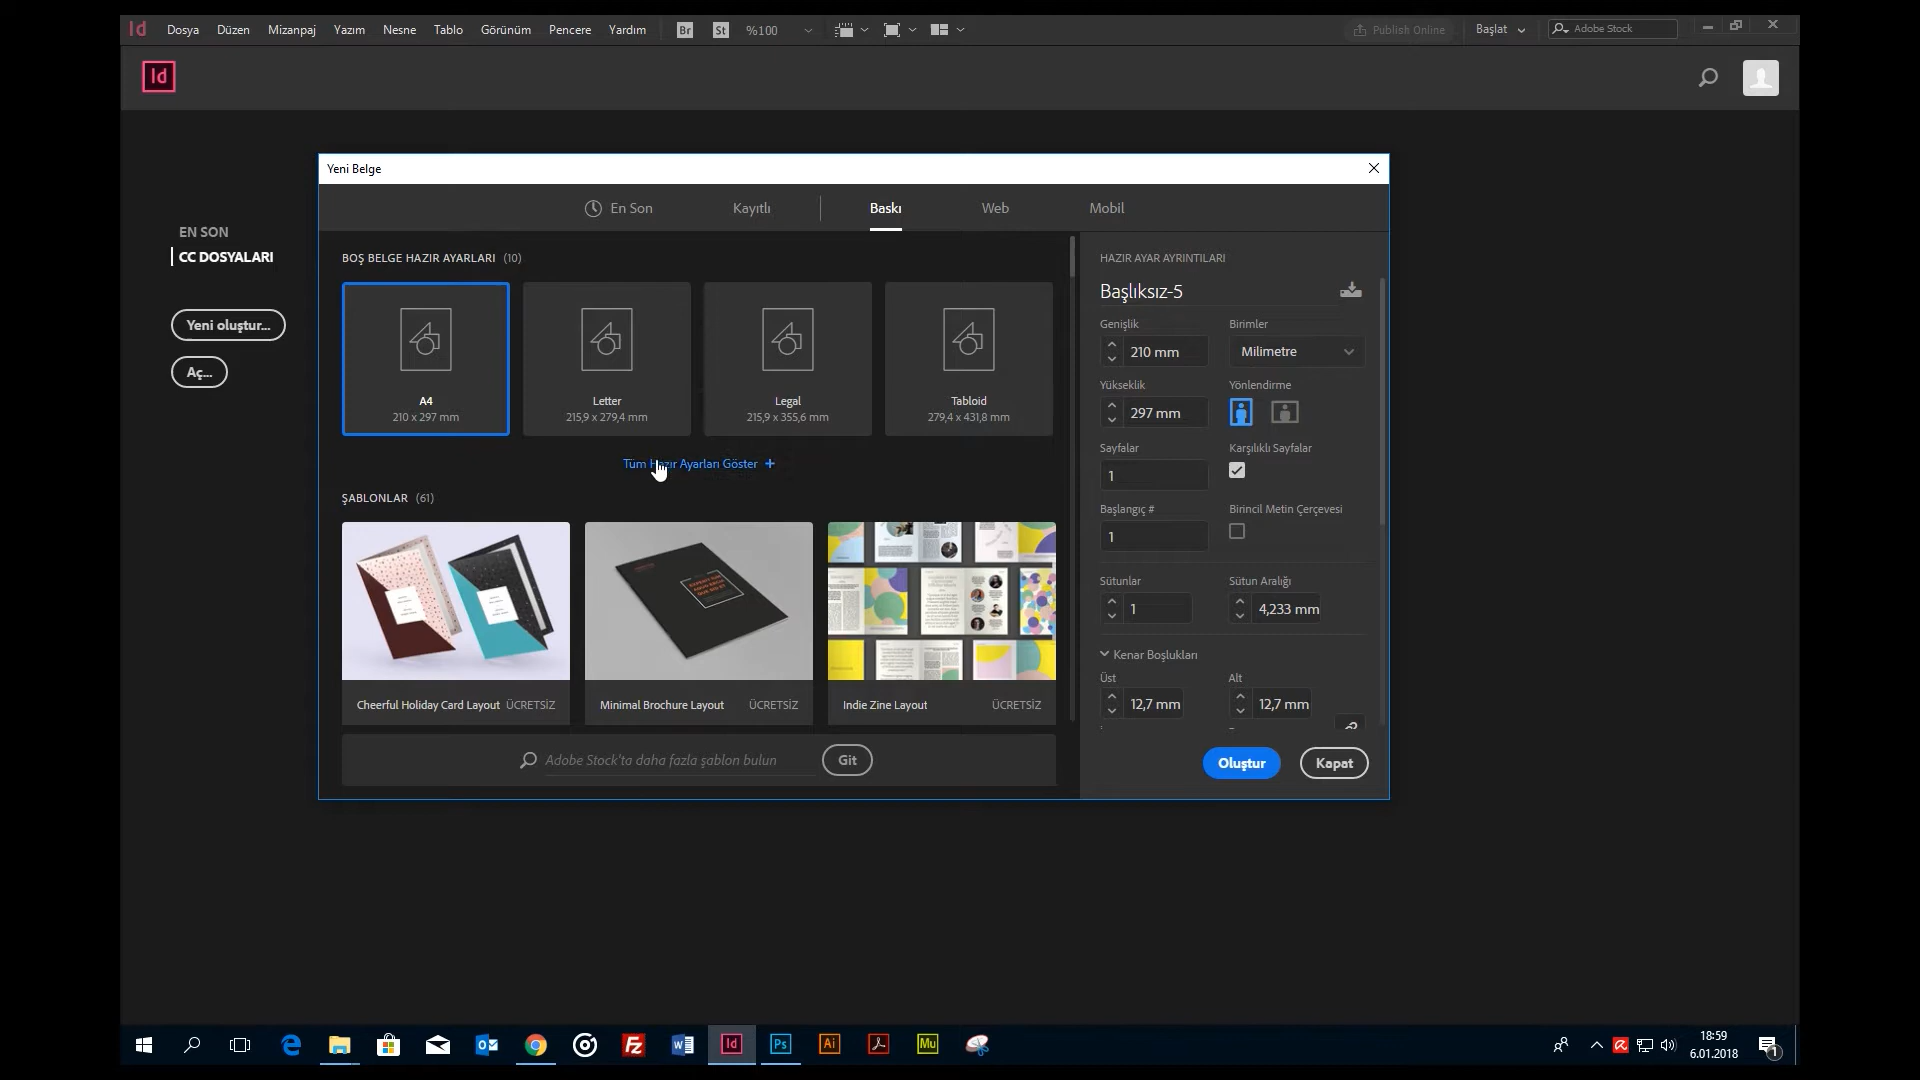 Id Dosya Düzen Mizanpaj Yazım Nesne Tablo Görünüm Pencere Yardım Br St %100 Publish Online Başlat Adobe Stock
Id
Yeni Belge
En Son Kayıtlı Baskı Web Mobil
EN SON
CC DOSYALARI
Yeni oluştur...
Aç...
BOŞ BELGE HAZIR AYARLARI (10)
A4
210 x 297 mm
Letter
215,9 x 279,4 mm
Legal
215,9 x 355,6 mm
Tabloid
279,4 x 431,8 mm
Tüm Hazır Ayarları Göster +
ŞABLONLAR (61)
Cheerful Holiday Card Layout ÜCRETSİZ
Minimal Brochure Layout ÜCRETSİZ
Indie Zine Layout ÜCRETSİZ
Adobe Stock'ta daha fazla şablon bulun Git
HAZIR AYAR AYRINTILARI
Başlıksız-5
Genişlik Birimler
210 mm Milimetre
Yükseklik Yönlendirme
297 mm
Sayfalar Karşılıklı Sayfalar
1
Başlangıç # Birincil Metin Çerçevesi
1
Sütunlar Sütun Aralığı
1 4,233 mm
Kenar Boşlukları
Üst Alt
12,7 mm 12,7 mm
Oluştur Kapat
Id Ps Ai Mu
18:59
6.01.2018
1